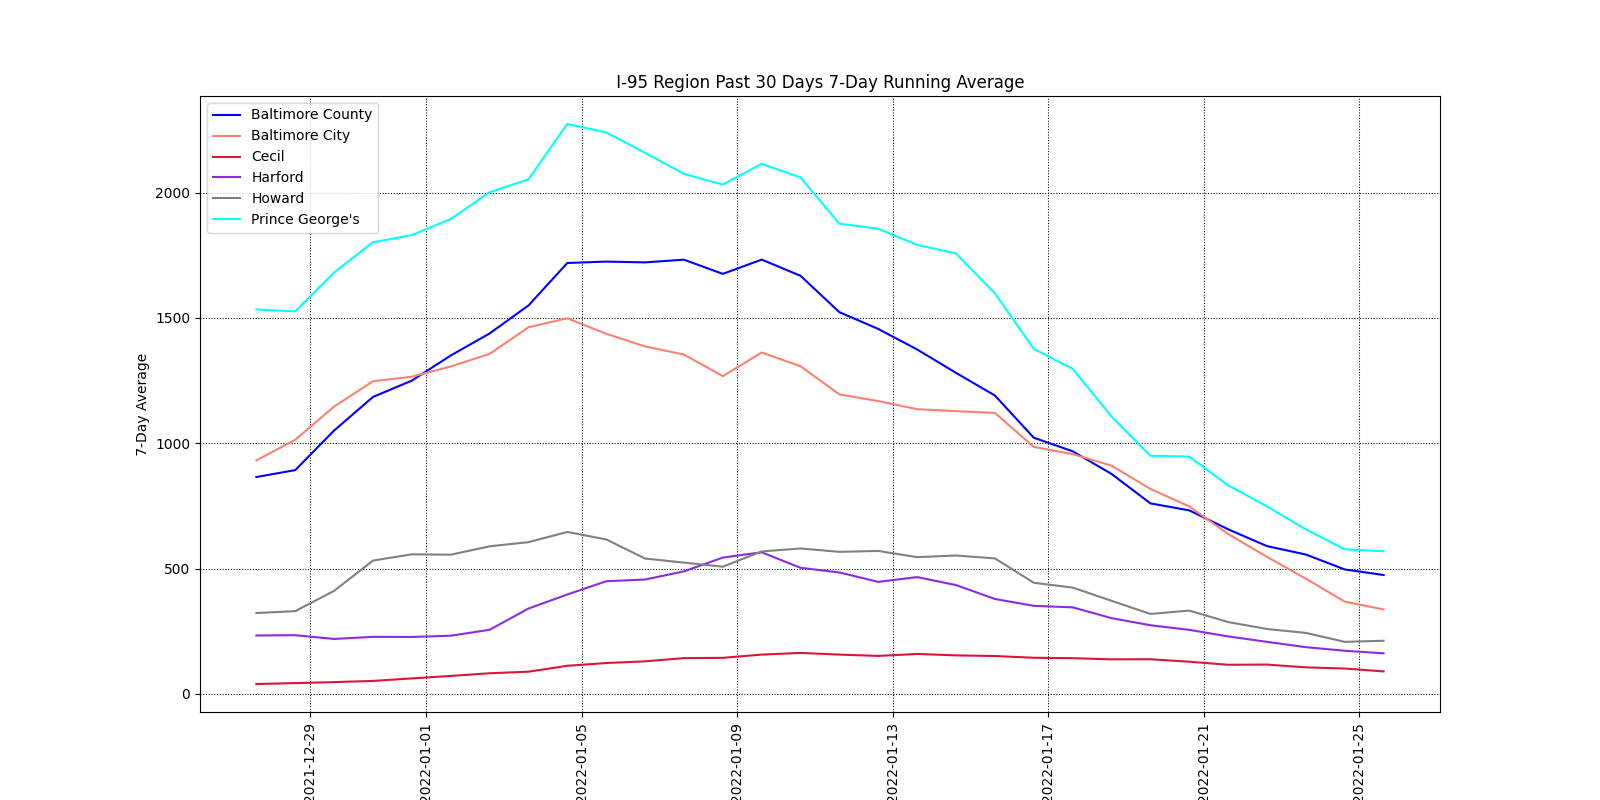 I-95 Region Past 30 Days 7-Day Running Average
Baltimore County
Baltimore City
Cecil
Harford
Howard
Prince George's
7-Day Average
2000
1500
1000
500
0
2021-12-29
2022-01-01
2022-01-05
2022-01-09
2022-01-13
2022-01-17
2022-01-21
2022-01-25